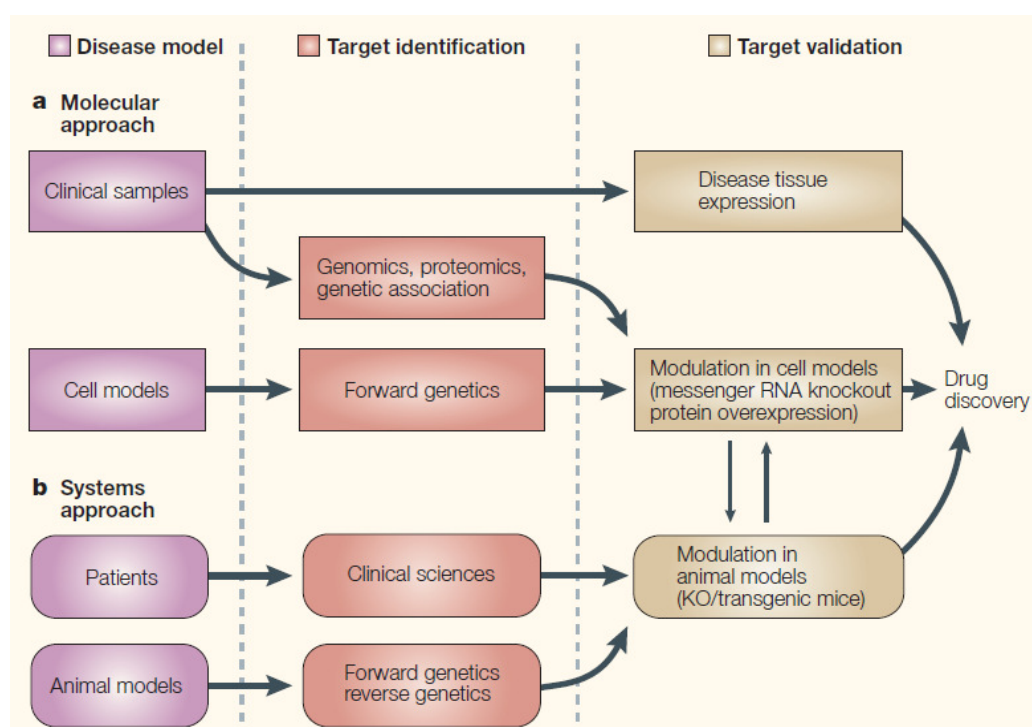 Disease model
Target identification
Target validation
a Molecular
approach
Clinical samples
Disease tissue
expression
Genomics, proteomics,
genetic association
Cell models
Forward genetics
Modulation in cell models
(messenger RNA knockout
protein overexpression)
Drug
discovery
b Systems
approach
Patients
Clinical sciences
Modulation in
animal models
(KO/transgenic mice)
Animal models
Forward genetics
reverse genetics